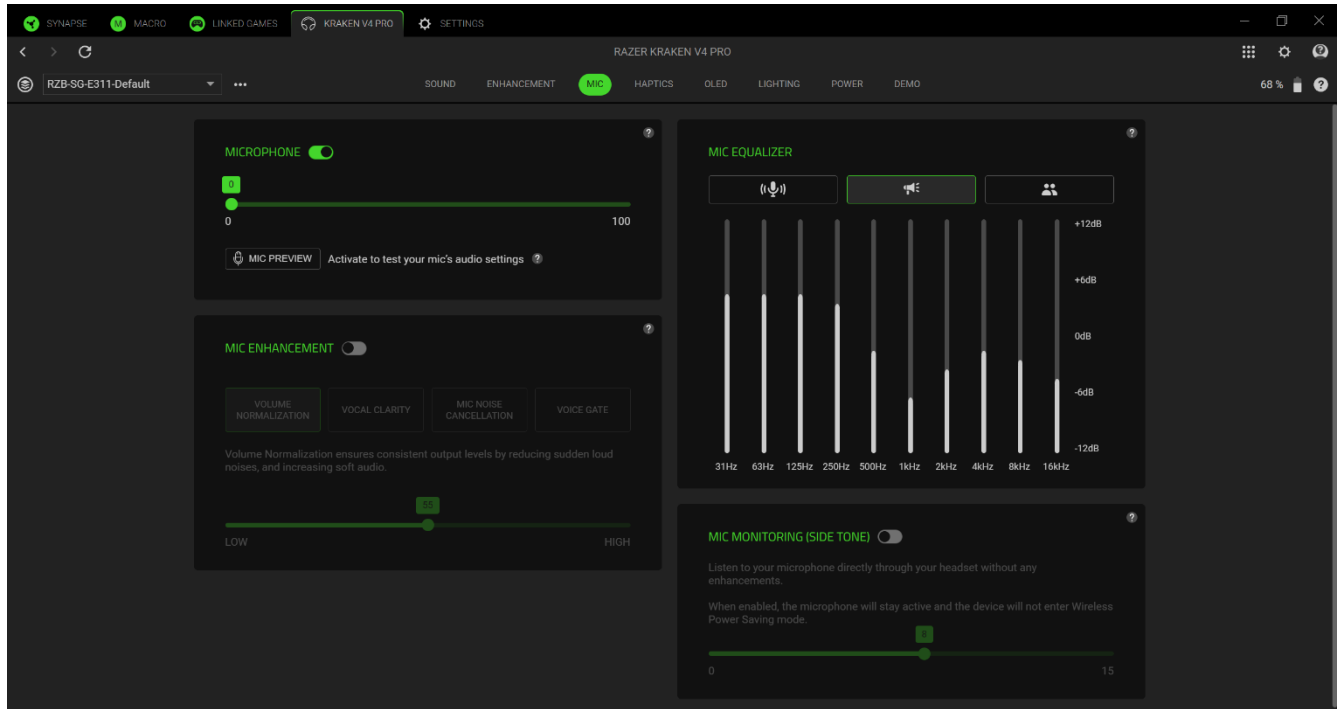 SYNAPSE
MACRO
LINKED GAMES
KRAKEN V4 PRO
SETTINGS
RAZER KRAKEN V4 PRO
RZB-SG-E311-Default
SOUND
ENHANCEMENT
MIC
HAPTICS
OLED
LIGHTING
POWER
DEMO
68 %
MICROPHONE
0
0
100
MIC PREVIEW
Activate to test your mic's audio settings
MIC ENHANCEMENT
VOLUME
NORMALIZATION
VOCAL CLARITY
MIC NOISE
CANCELLATION
VOICE GATE
Volume Normalization ensures consistent output levels by reducing sudden loud
noises, and increasing soft audio.
55
LOW
HIGH
MIC EQUALIZER
+12dB
+6dB
0dB
-6dB
-12dB
31Hz
63Hz
125Hz
250Hz
500Hz
1kHz
2kHz
4kHz
8kHz
16kHz
MIC MONITORING (SIDE TONE)
Listen to your microphone directly through your headset without any
enhancements.
When enabled, the microphone will stay active and the device will not enter Wireless
Power Saving mode.
8
0
15